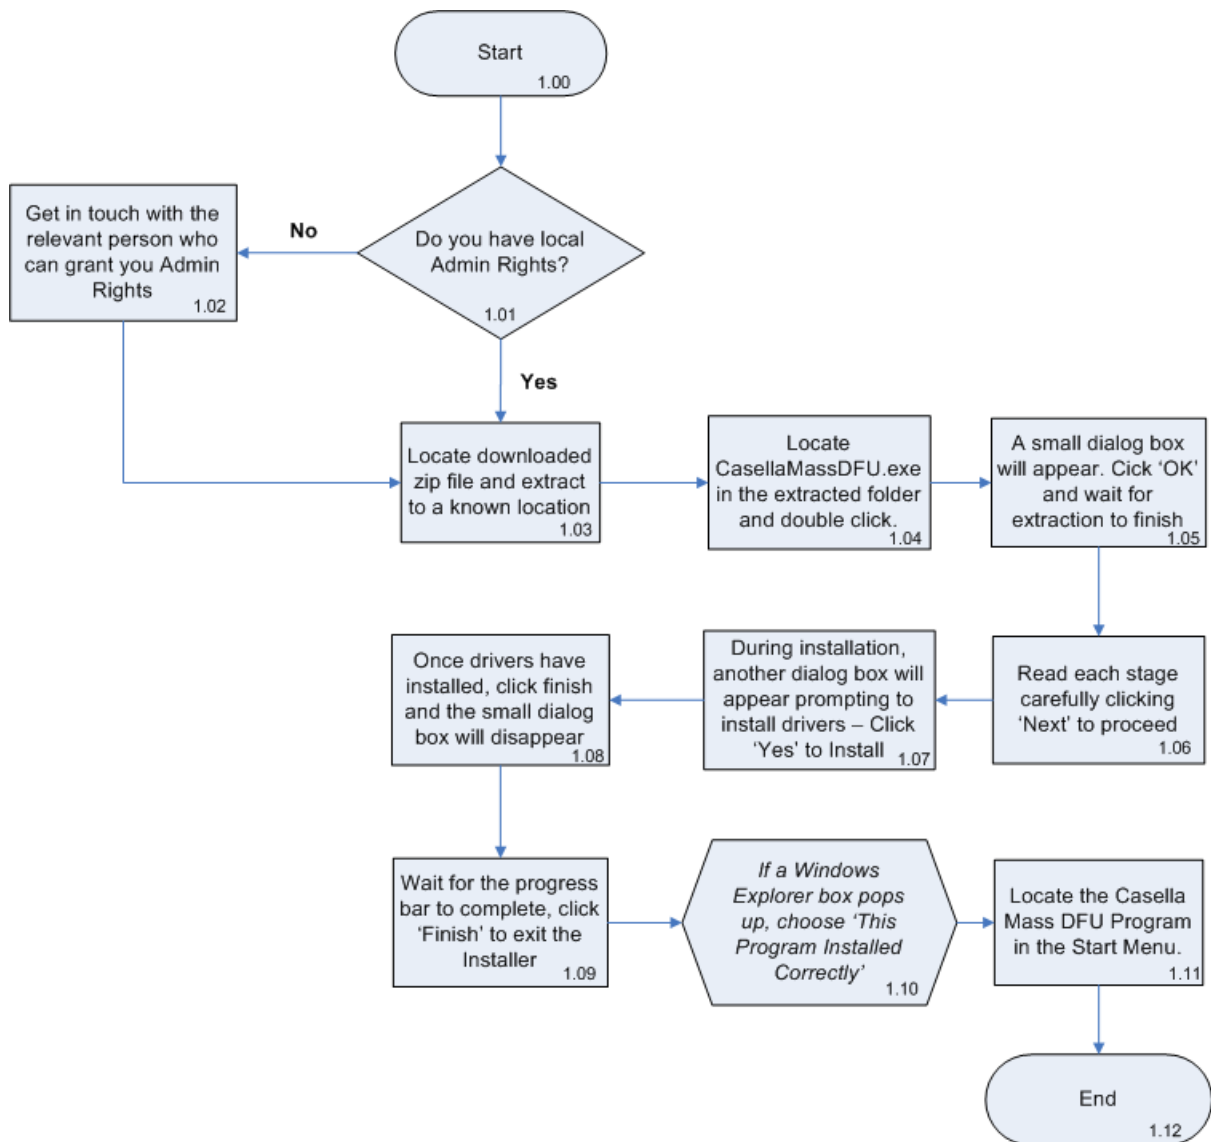 Start
1.00
Do you have local
Admin Rights?
1.01
No
Get in touch with the
relevant person who
can grant you Admin
Rights
1.02
Yes
Locate downloaded
zip file and extract
to a known location
1.03
Locate
CasellaMassDFU.exe
in the extracted folder
and double click.
1.04
A small dialog box
will appear. Cick ‘OK’
and wait for
extraction to finish
1.05
Read each stage
carefully clicking
‘Next’ to proceed
1.06
During installation,
another dialog box will
appear prompting to
install drivers – Click
‘Yes’ to Install
1.07
Once drivers have
installed, click finish
and the small dialog
box will disappear
1.08
Wait for the progress
bar to complete, click
‘Finish’ to exit the
Installer
1.09
If a Windows
Explorer box pops
up, choose ‘This
Program Installed
Correctly’
1.10
Locate the Casella
Mass DFU Program
in the Start Menu.
1.11
End
1.12